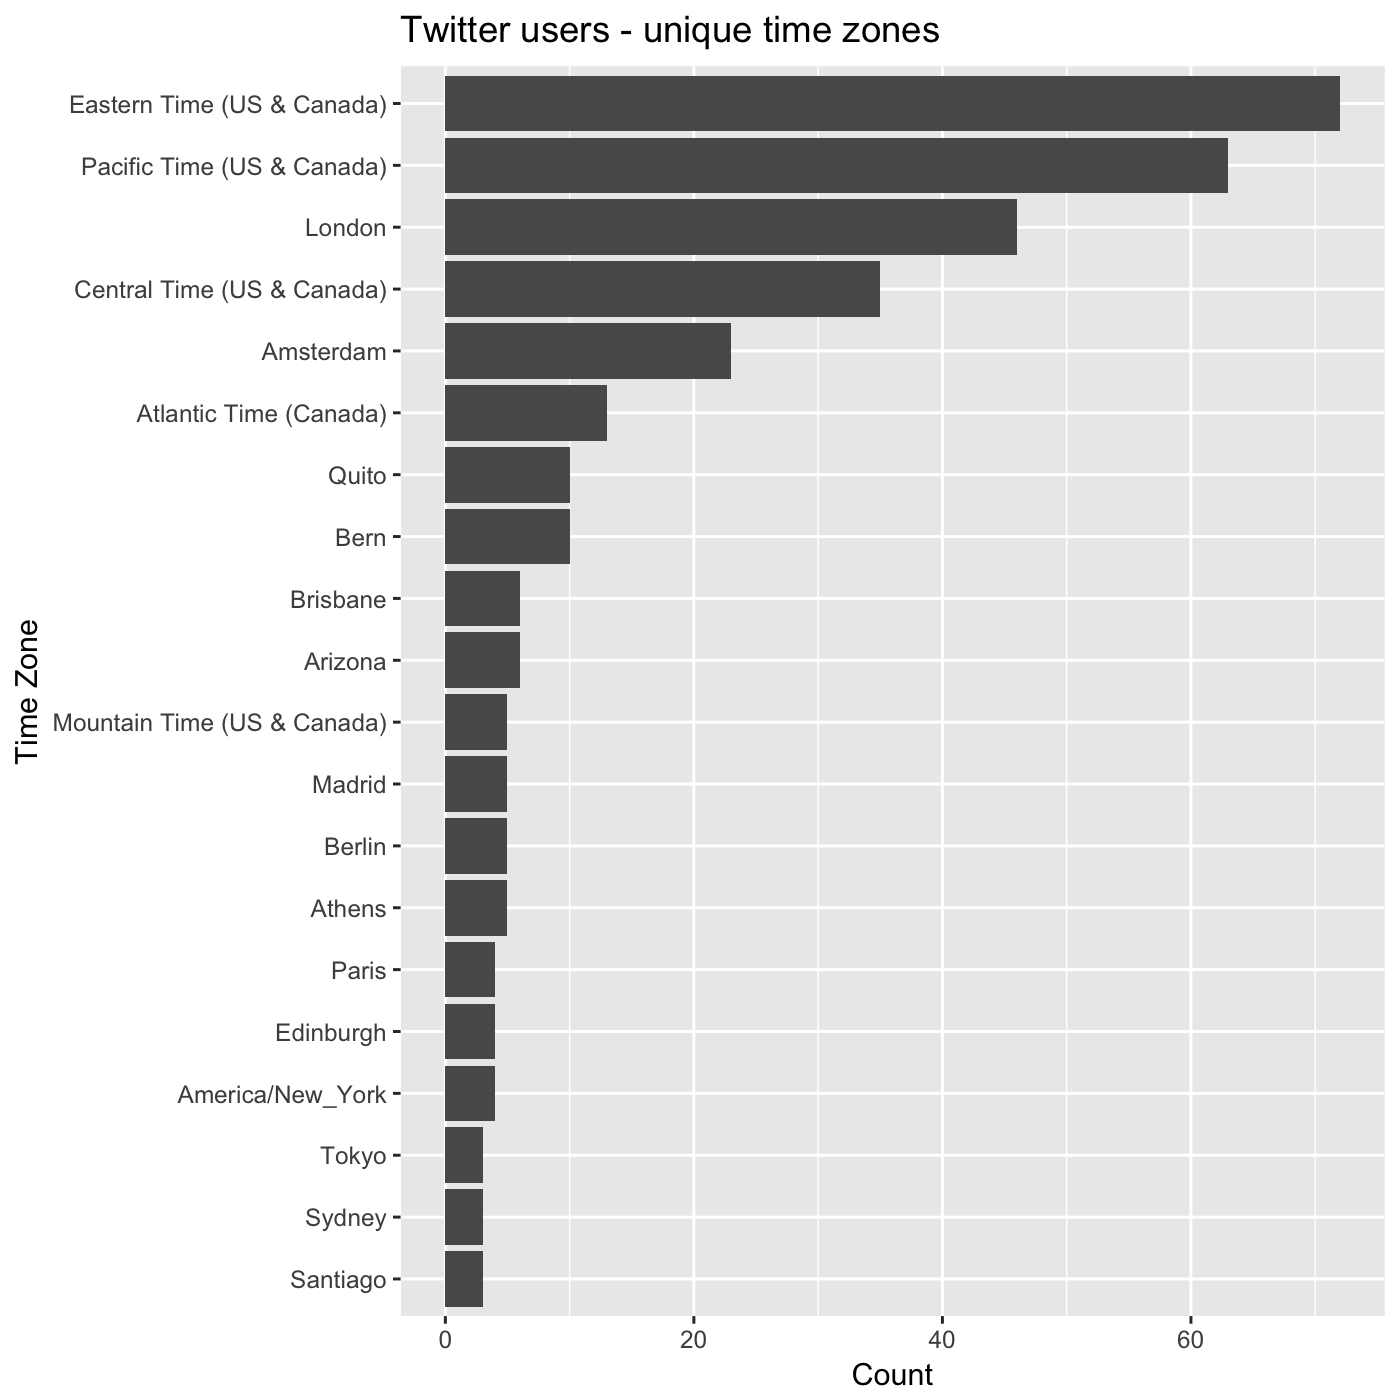 Twitter users - unique time zones
Eastern Time (US & Canada)
Pacific Time (US & Canada)
London
Central Time (US & Canada)
Amsterdam
Atlantic Time (Canada)
Quito
Bern
Brisbane
Arizona
Mountain Time (US & Canada)
Madrid
Berlin
Athens
Paris
Edinburgh
America/New_York
Tokyo
Sydney
Santiago
Time Zone
0 20 40 60
Count